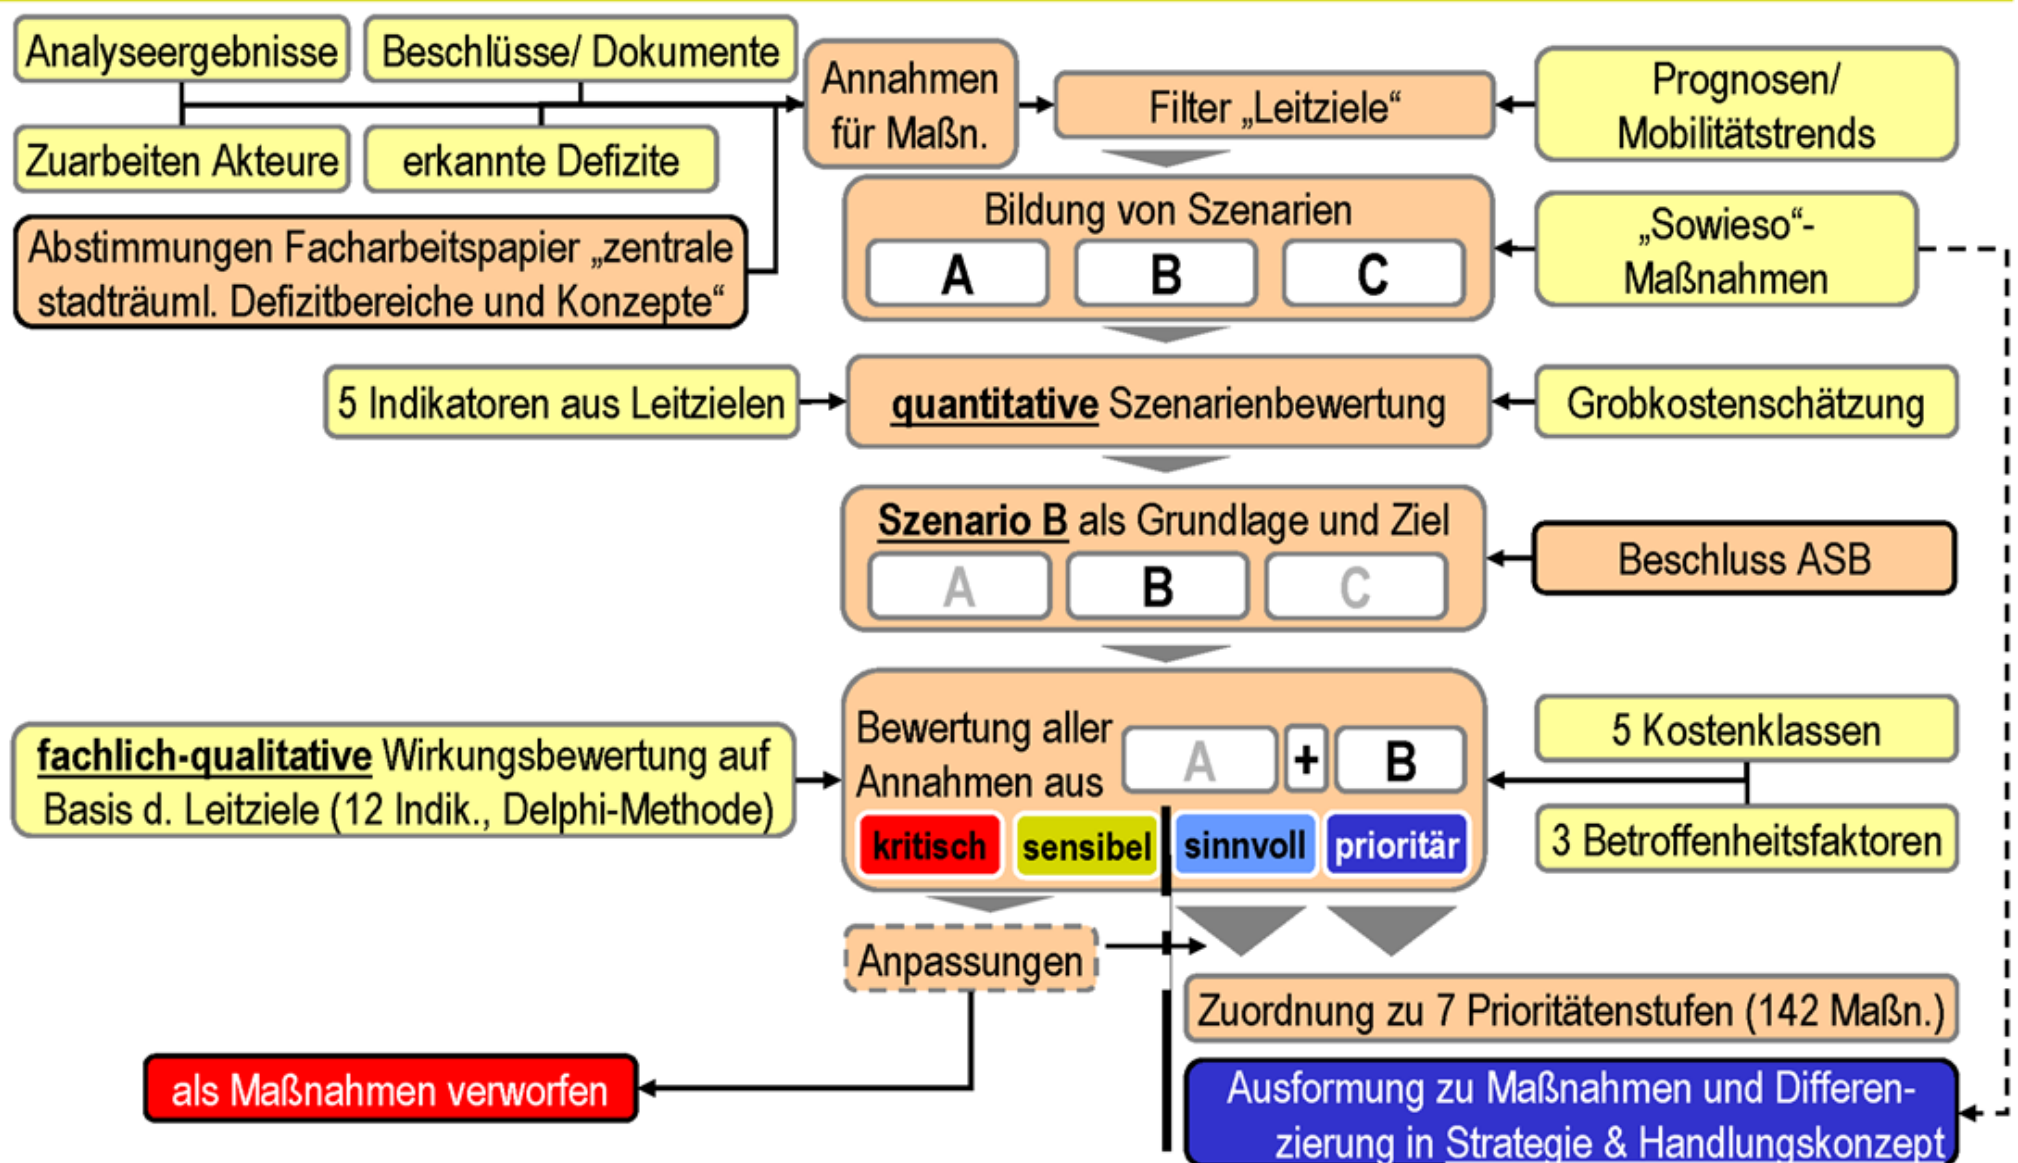 Analyseergebnisse
Beschlüsse/ Dokumente
Zuarbeiten Akteure
erkannte Defizite
Abstimmungen Facharbeitspapier „zentrale
stadträuml. Defizitbereiche und Konzepte“
Annahmen
für Maßn.
Filter „Leitziele“
Prognosen/
Mobilitätstrends
Bildung von Szenarien
A
B
C
„Sowieso“-
Maßnahmen
5 Indikatoren aus Leitzielen
quantitative Szenarienbewertung
Grobkostenschätzung
Szenario B als Grundlage und Ziel
A
B
C
Beschluss ASB
fachlich-qualitative Wirkungsbewertung auf
Basis d. Leitziele (12 Indik., Delphi-Methode)
Bewertung aller
Annahmen aus
A
+
B
kritisch
sensibel
sinnvoll
prioritär
5 Kostenklassen
3 Betroffenheitsfaktoren
Anpassungen
Zuordnung zu 7 Prioritätenstufen (142 Maßn.)
als Maßnahmen verworfen
Ausformung zu Maßnahmen und Differen-
zierung in Strategie & Handlungskonzept